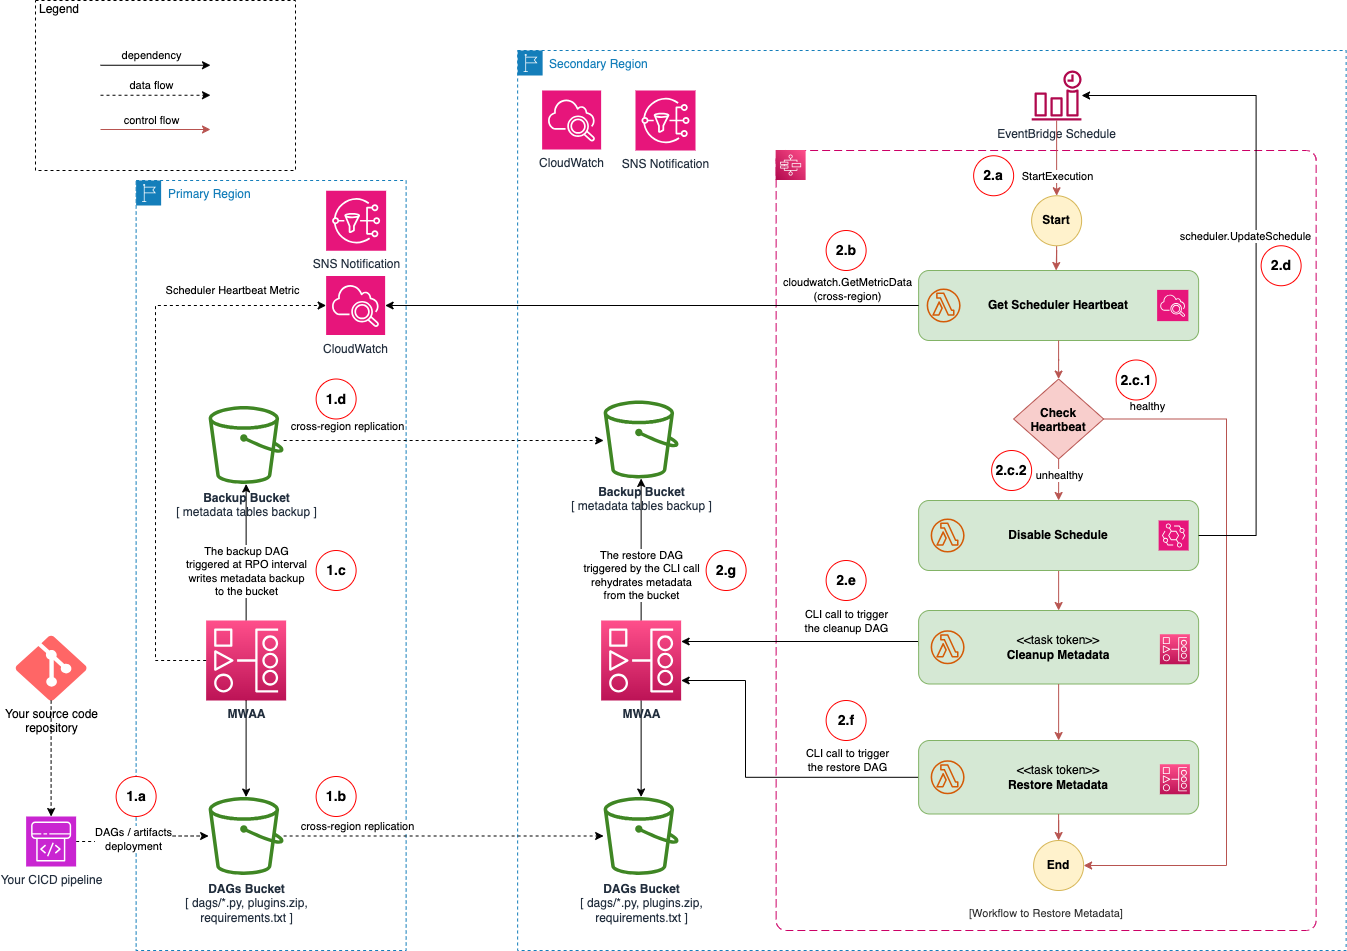 Legend
dependency
data flow
control flow
Primary Region
SNS Notification
Scheduler Heartbeat Metric
CloudWatch
1.d
cross-region replication
Backup Bucket
[ metadata tables backup ]
The backup DAG
triggered at RPO interval
writes metadata backup
to the bucket
1.c
MWAA
Your source code
repository
1.a
DAGs / artifacts
deployment
Your CICD pipeline
1.b
cross-region replication
DAGs Bucket
[ dags/*.py, plugins.zip,
requirements.txt ]
Secondary Region
CloudWatch
SNS Notification
Backup Bucket
[ metadata tables backup ]
The restore DAG
triggered by the CLI call
rehydrates metadata
from the bucket
2.g
MWAA
DAGs Bucket
[ dags/*.py, plugins.zip,
requirements.txt ]
EventBridge Schedule
2.a
StartExecution
Start
2.b
cloudwatch.GetMetricData
(cross-region)
Get Scheduler Heartbeat
scheduler.UpdateSchedule
2.d
Check
Heartbeat
2.c.1
healthy
2.c.2
unhealthy
Disable Schedule
2.e
CLI call to trigger
the cleanup DAG
<<task token>>
Cleanup Metadata
2.f
CLI call to trigger
the restore DAG
<<task token>>
Restore Metadata
End
[Workflow to Restore Metadata]